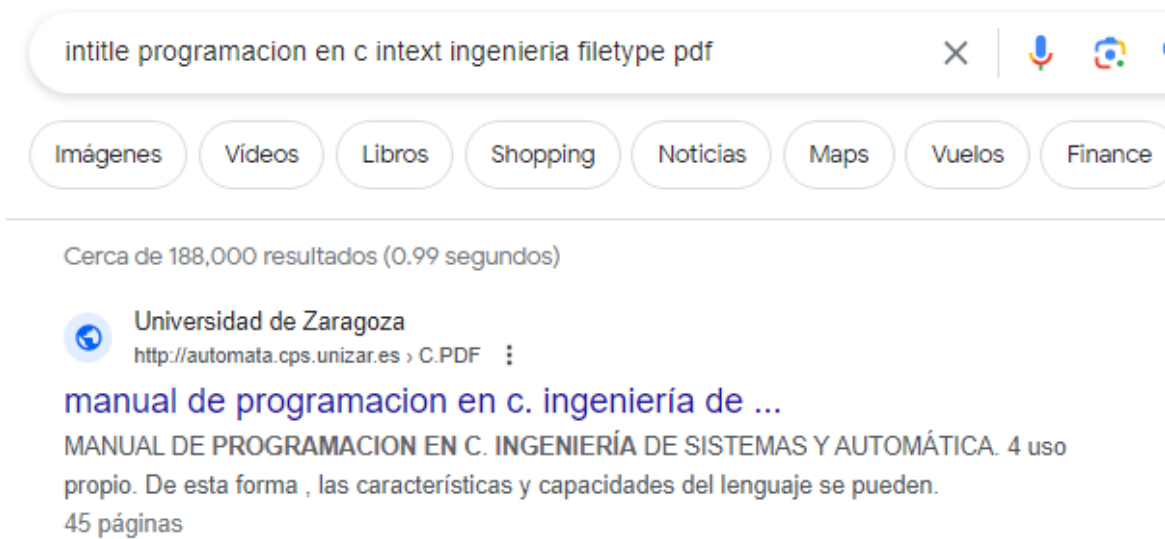 intitle programacion en c intext ingenieria filetype pdf
Imágenes Vídeos Libros Shopping Noticias Maps Vuelos Finance
Cerca de 188,000 resultados (0.99 segundos)
Universidad de Zaragoza
http://automata.cps.unizar.es › C.PDF
manual de programacion en c. ingeniería de ...
MANUAL DE PROGRAMACION EN C. INGENIERÍA DE SISTEMAS Y AUTOMÁTICA. 4 uso
propio. De esta forma , las características y capacidades del lenguaje se pueden.
45 páginas